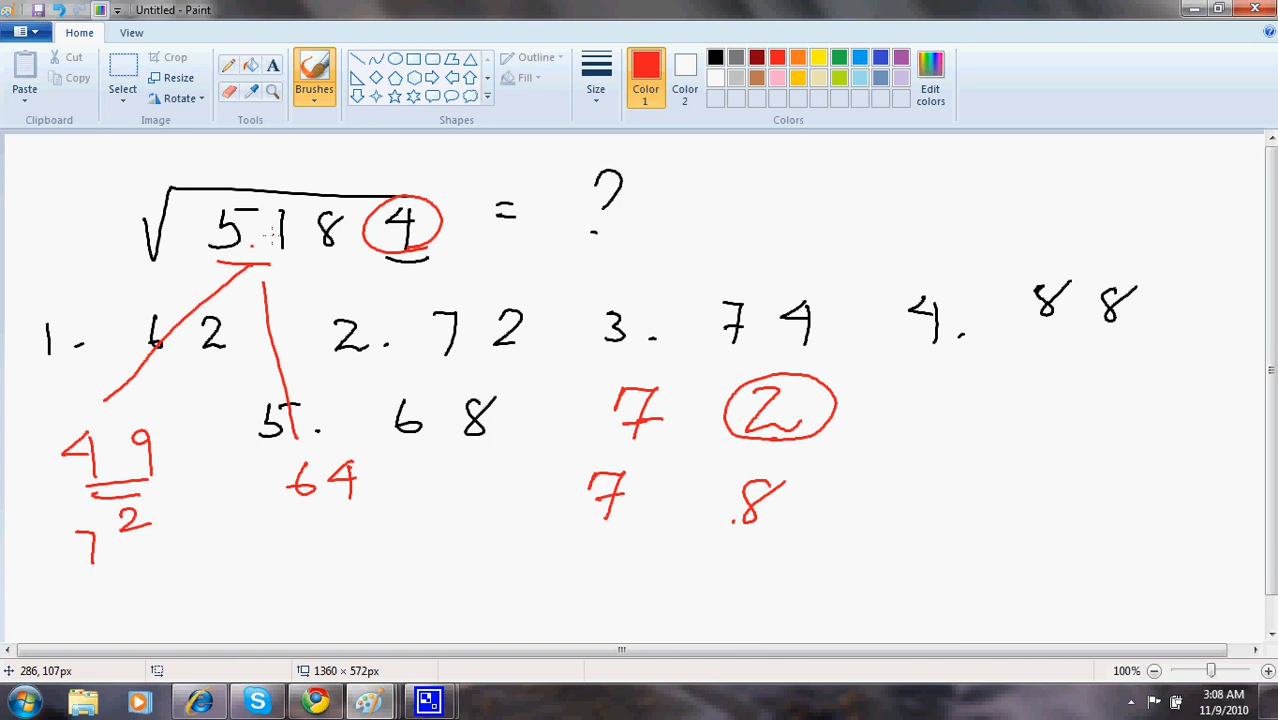 Untitled - Paint
Home View
Paste Cut Copy Select Crop Resize Rotate Brushes Outline Fill Size Color 1 Color 2 Edit colors
Clipboard Image Tools Shapes Colors
√5184 = ?
1. 62 2. 72 3. 74 4. 88
5. 68 7 2
49 64 7 8
7²
286, 107px 1360 × 572px 100%
3:08 AM
11/9/2010